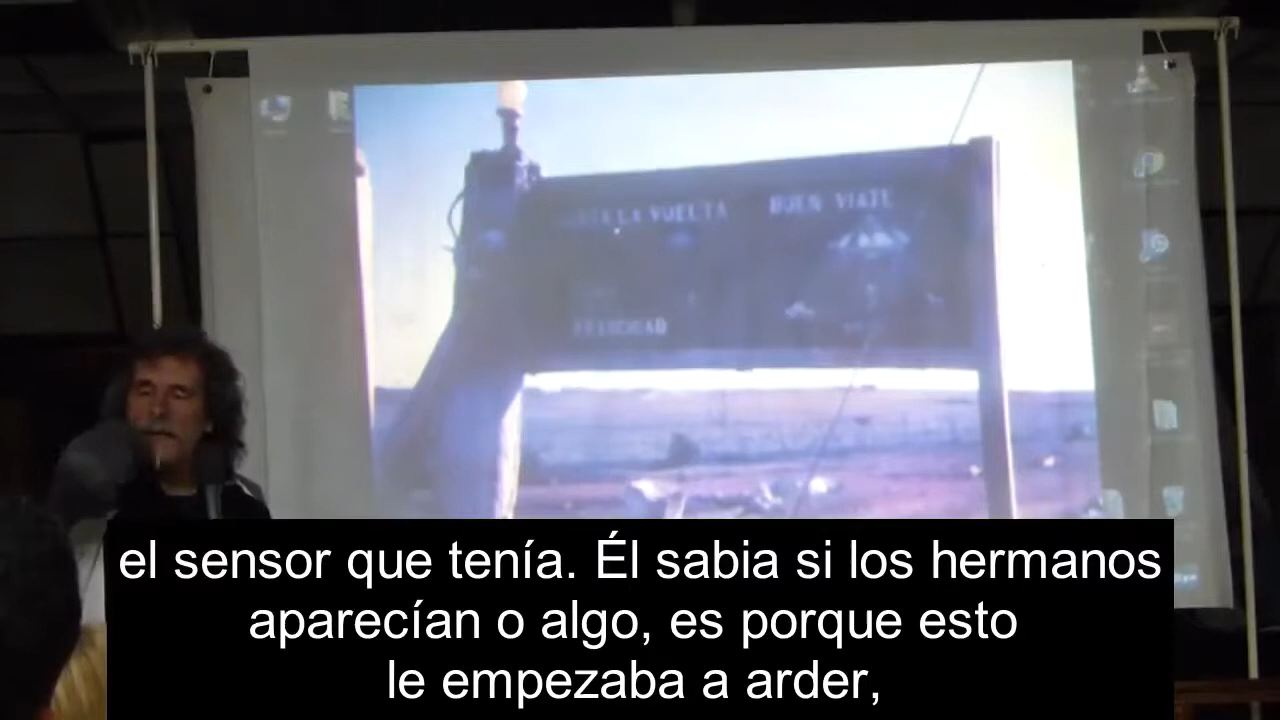 LA VUELTA
BUEN VIAJE
el sensor que tenía. Él sabia si los hermanos
aparecían o algo, es porque esto
le empezaba a arder,